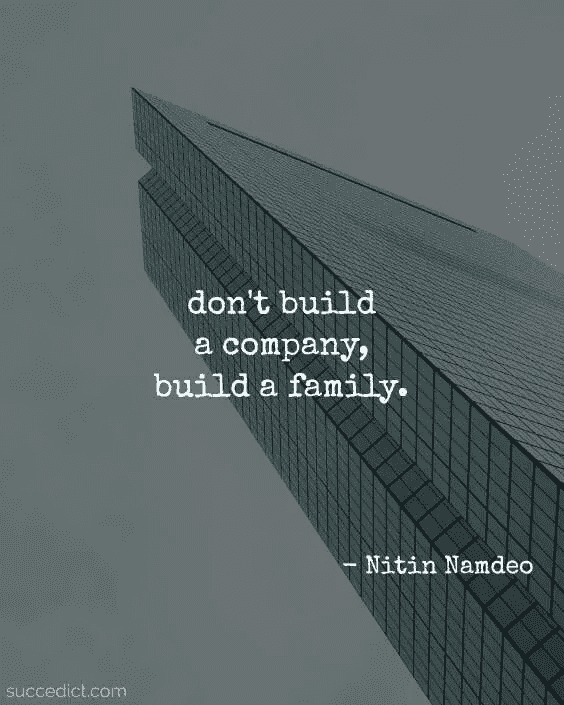 don't build
a company,
build a family.
– Nitin Namdeo
succedict.com